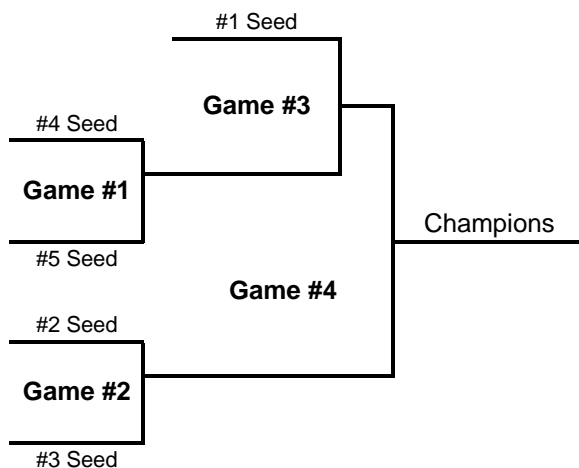 #1 Seed
Game #3
#4 Seed
Game #1
#5 Seed
Champions
Game #4
#2 Seed
Game #2
#3 Seed